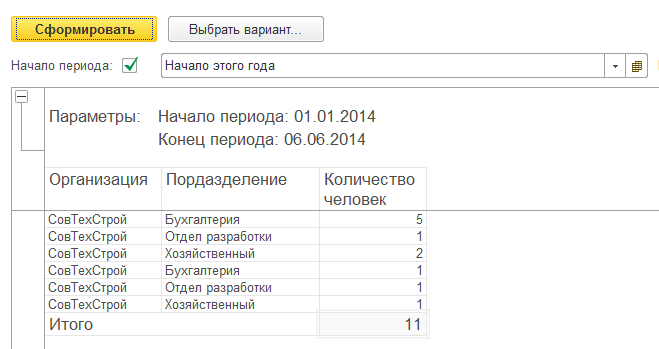 Сформировать Выбрать вариант...
Начало периода: Начало этого года
Параметры: Начало периода: 01.01.2014
Конец периода: 06.06.2014
Организация Пордазделение Количество
человек
СовТехСтрой Бухгалтерия 5
СовТехСтрой Отдел разработки 1
СовТехСтрой Хозяйственный 2
СовТехСтрой Бухгалтерия 1
СовТехСтрой Отдел разработки 1
СовТехСтрой Хозяйственный 1
Итого 11